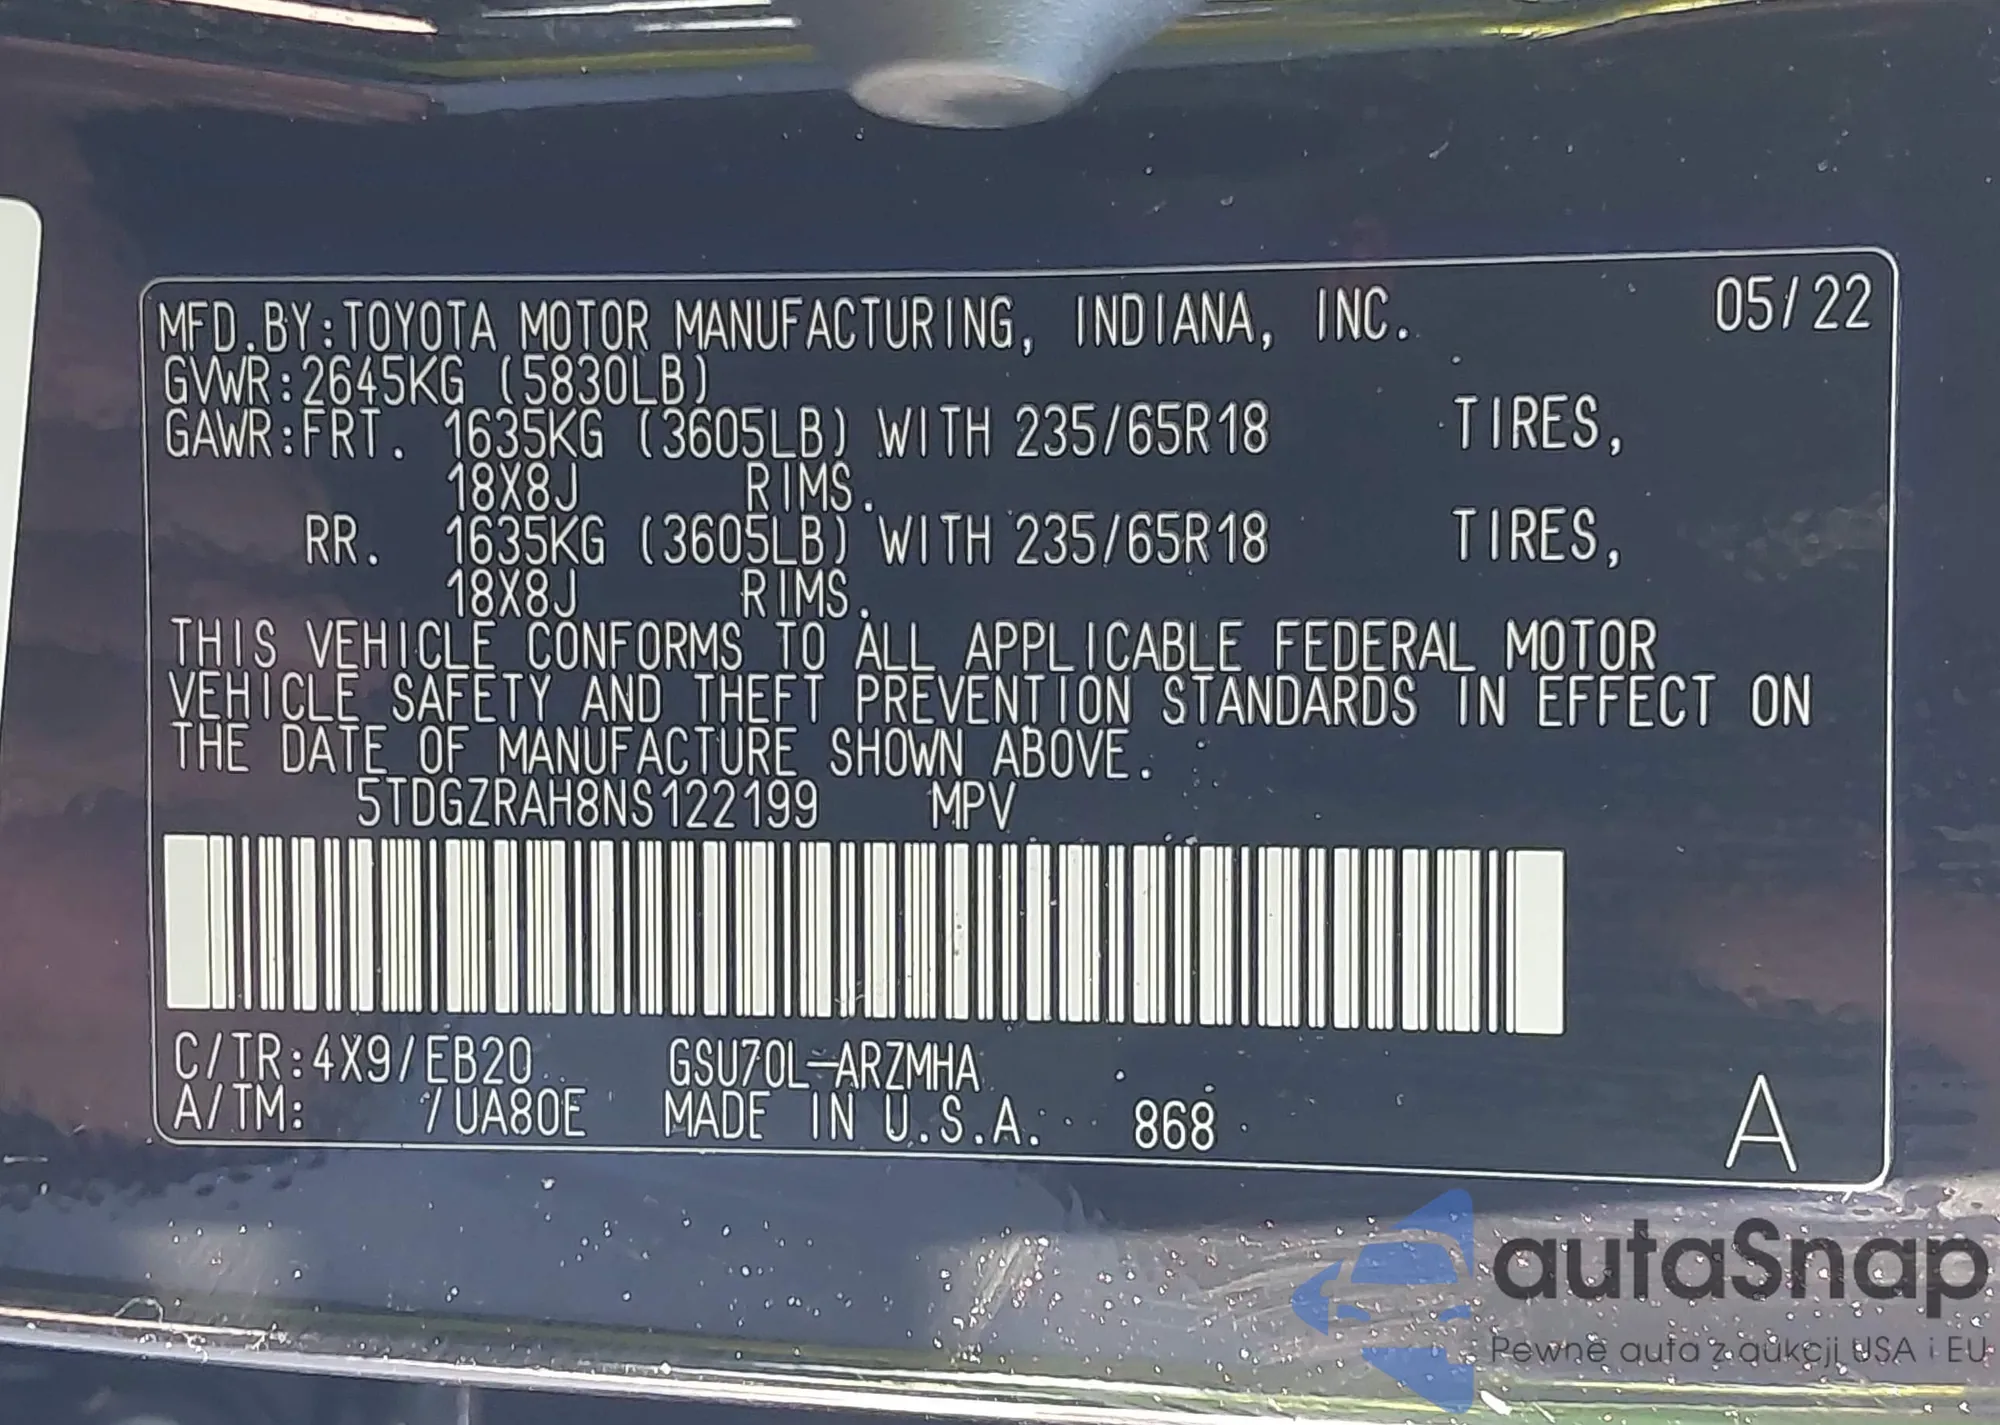 MFD.BY:TOYOTA MOTOR MANUFACTURING, INDIANA, INC. 05/22
GVWR:2645KG (5830LB)
GAWR:FRT. 1635KG (3605LB) WITH 235/65R18 TIRES,
18X8J RIMS.
RR. 1635KG (3605LB) WITH 235/65R18 TIRES,
18X8J RIMS.
THIS VEHICLE CONFORMS TO ALL APPLICABLE FEDERAL MOTOR
VEHICLE SAFETY AND THEFT PREVENTION STANDARDS IN EFFECT ON
THE DATE OF MANUFACTURE SHOWN ABOVE.
5TDGZRAH8NS122199 MPV
C/TR:4X9/EB20 GSU70L-ARZMHA
A/TM: /UA80E MADE IN U.S.A. 868 A
autaSnap
Pewne auta z aukcji USA i EU